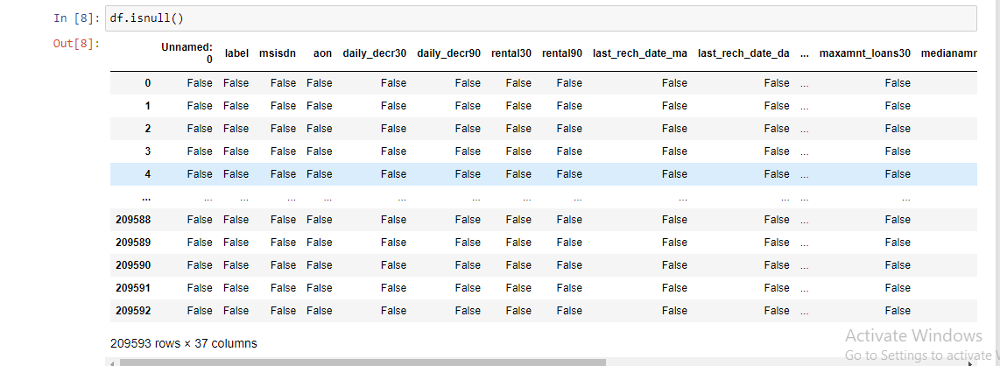 In [8]: df.isnull()
Out[8]:
Unnamed: 0 label msisdn aon daily_decr30 daily_decr90 rental30 rental90 last_rech_date_ma last_rech_date_da ... maxamnt_loans30 medianamn
0 False False False False False False False False False False ... False
1 False False False False False False False False False False ... False
2 False False False False False False False False False False ... False
3 False False False False False False False False False False ... False
4 False False False False False False False False False False ... False
... ... ... ... ... ... ... ... ... ... ... ... ...
209588 False False False False False False False False False False ... False
209589 False False False False False False False False False False ... False
209590 False False False False False False False False False False ... False
209591 False False False False False False False False False False ... False
209592 False False False False False False False False False False ... False
209593 rows × 37 columns
Activate Windows
Go to Settings to activate